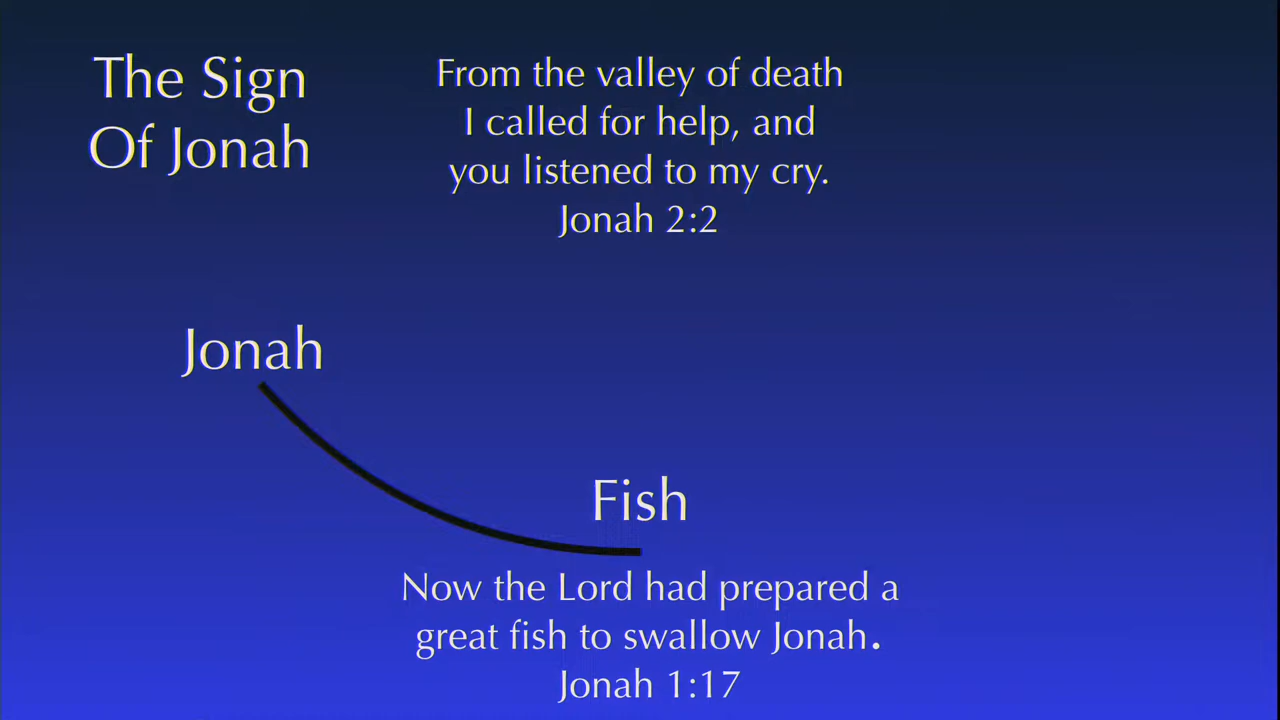 The Sign
Of Jonah
From the valley of death
I called for help, and
you listened to my cry.
Jonah 2:2
Jonah
Fish
Now the Lord had prepared a
great fish to swallow Jonah.
Jonah 1:17